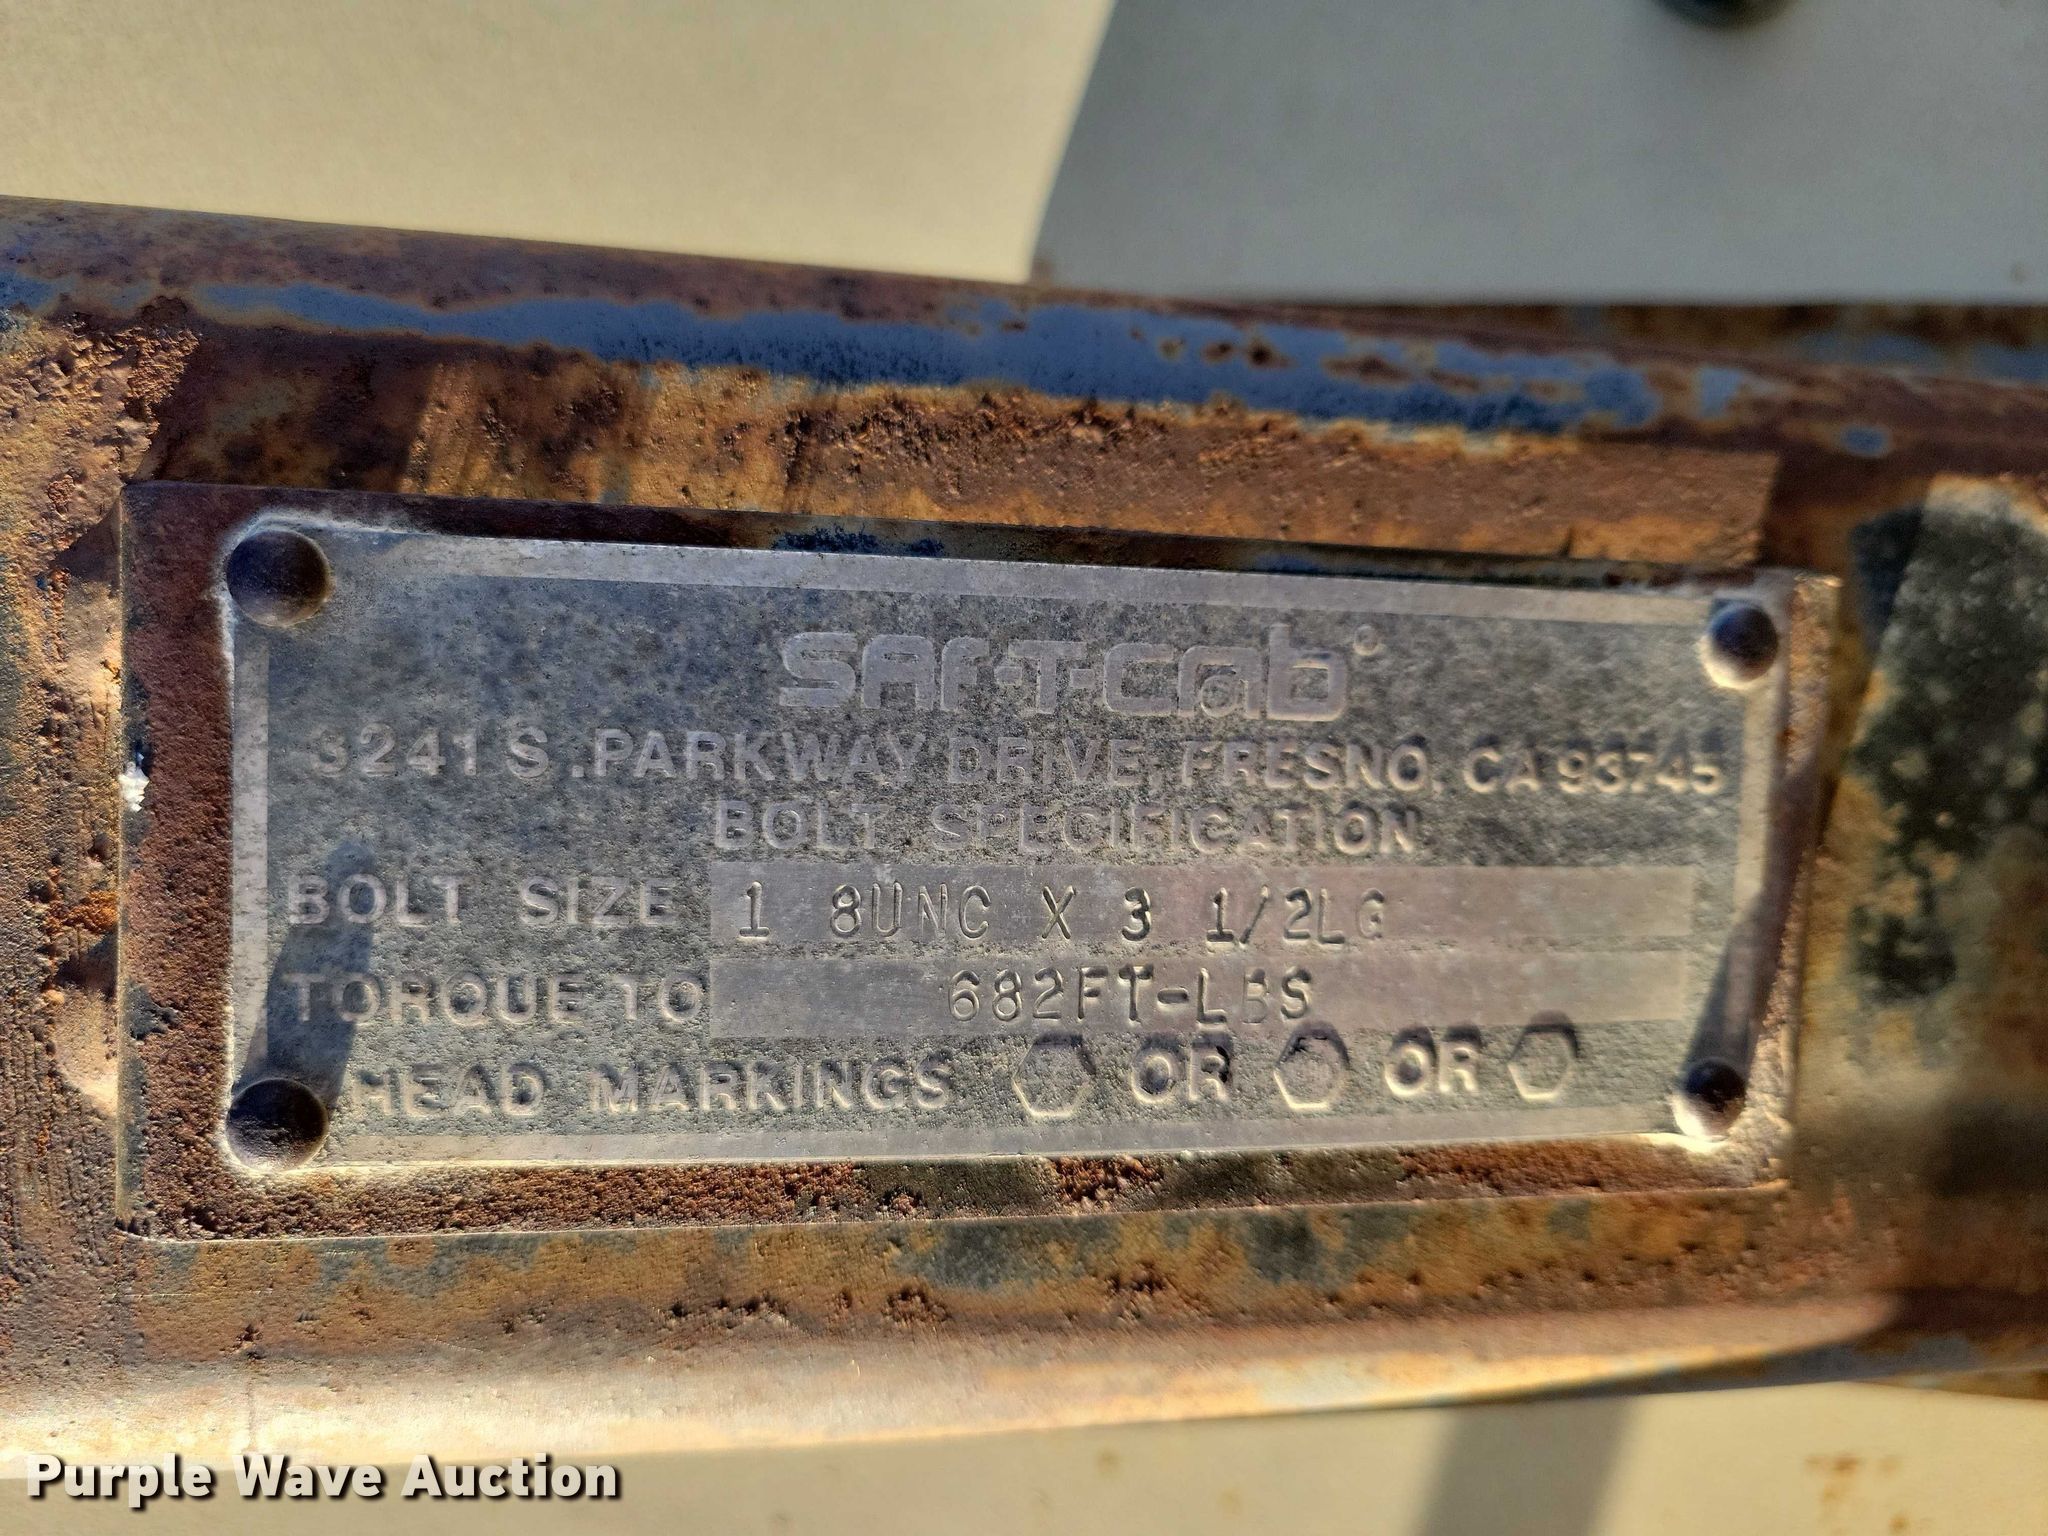 Saf-T-Cab®
3241 S. PARKWAY DRIVE, FRESNO, CA 93745
BOLT SPECIFICATION
BOLT SIZE 1 8UNC X 3 1/2LG
TORQUE TO 682FT-LBS
HEAD MARKINGS OR OR
Purple Wave Auction